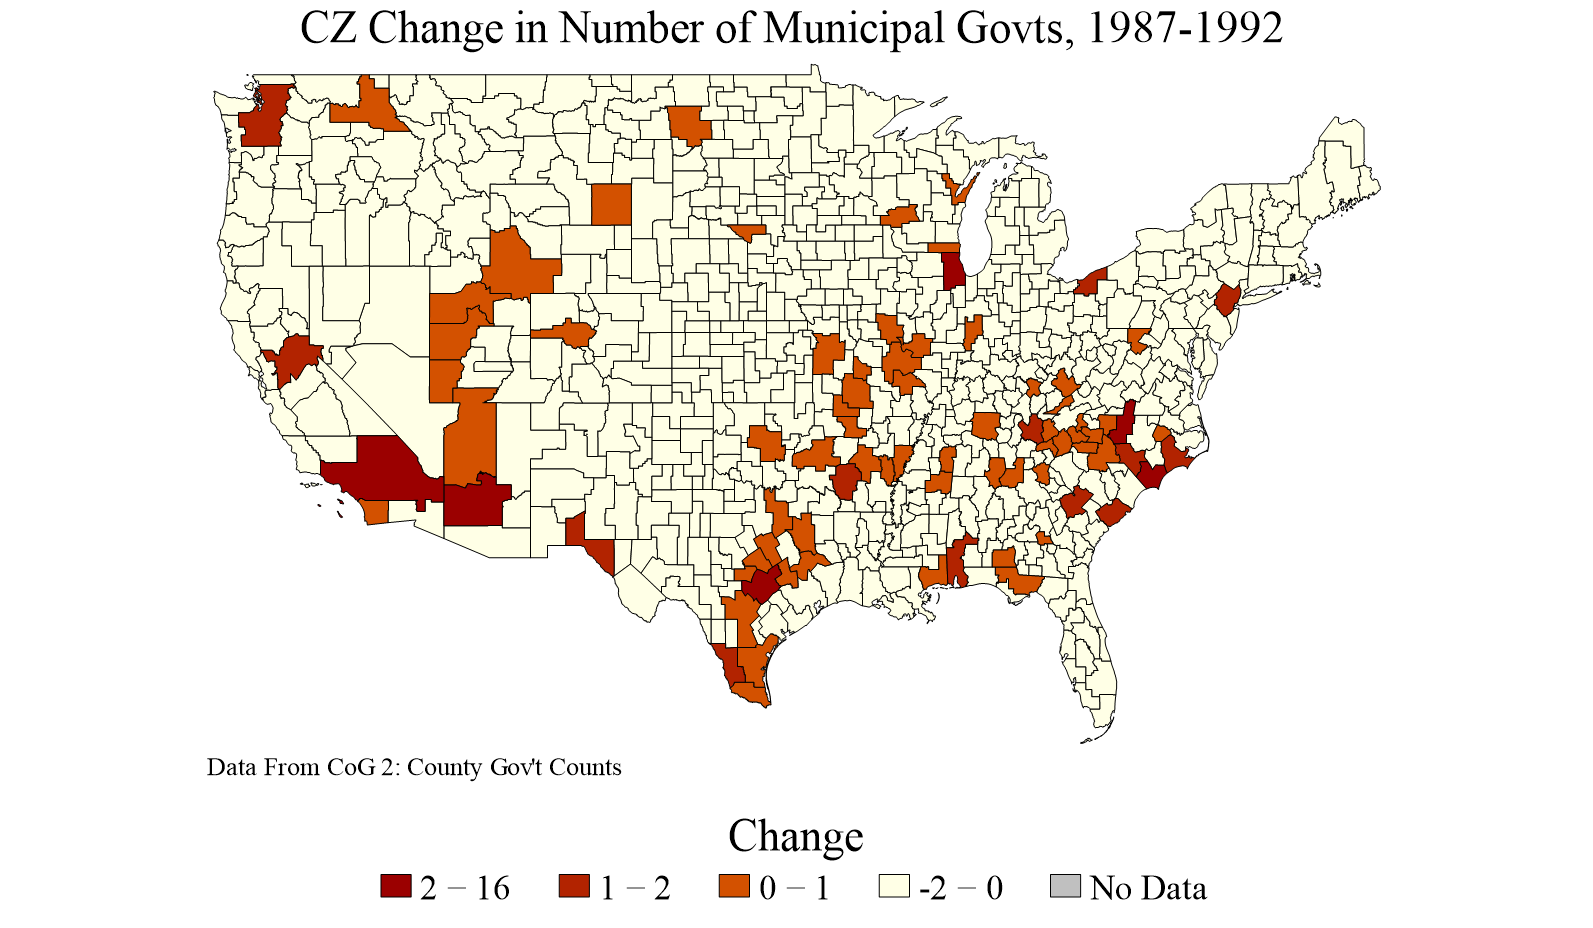 CZ Change in Number of Municipal Govts, 1987-1992
Data From CoG 2: County Gov't Counts
Change
2 − 16
1 − 2
0 − 1
-2 − 0
No Data